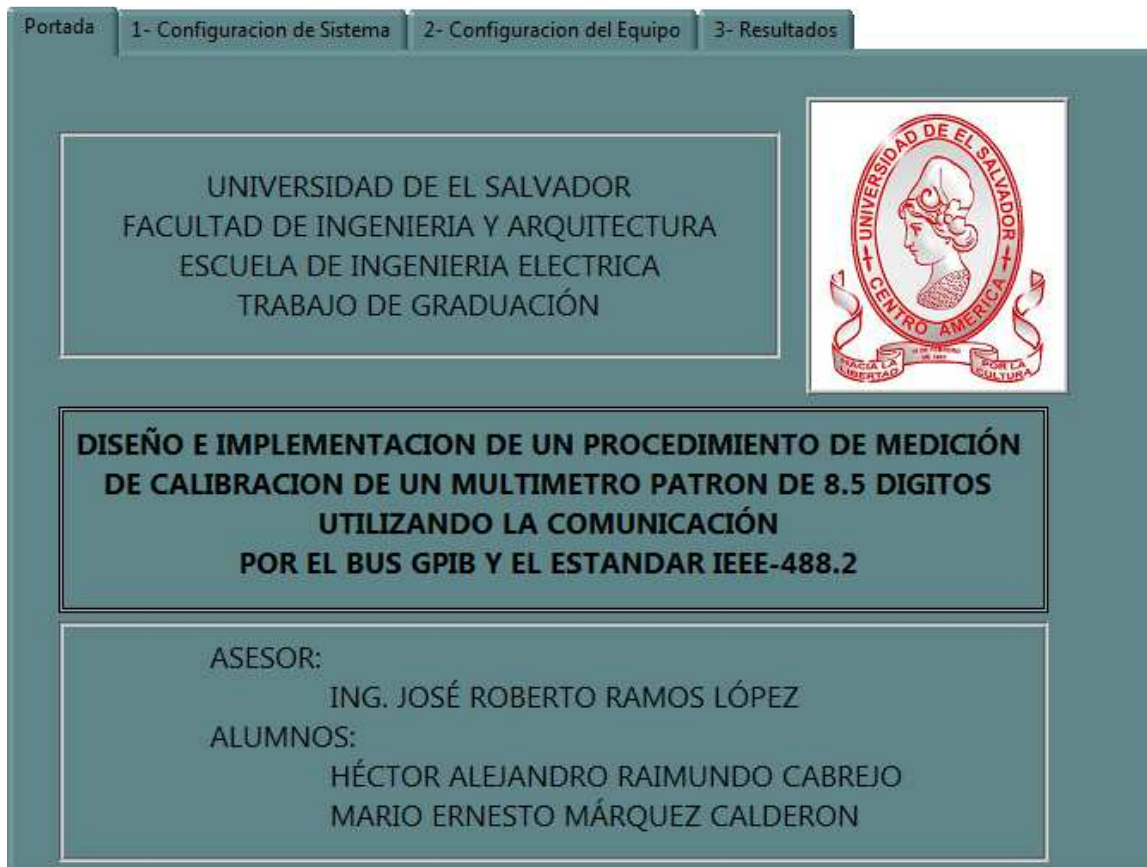 Portada
1- Configuracion de Sistema
2- Configuracion del Equipo
3- Resultados
UNIVERSIDAD DE EL SALVADOR
FACULTAD DE INGENIERIA Y ARQUITECTURA
ESCUELA DE INGENIERIA ELECTRICA
TRABAJO DE GRADUACIÓN
UNIVERSIDAD DE EL SALVADOR
CENTRO AMERICA
HACIA LA
LIBERTAD
POR LA
CULTURA
DISEÑO E IMPLEMENTACION DE UN PROCEDIMIENTO DE MEDICIÓN
DE CALIBRACION DE UN MULTIMETRO PATRON DE 8.5 DIGITOS
UTILIZANDO LA COMUNICACIÓN
POR EL BUS GPIB Y EL ESTANDAR IEEE-488.2
ASESOR:
ING. JOSÉ ROBERTO RAMOS LÓPEZ
ALUMNOS:
HÉCTOR ALEJANDRO RAIMUNDO CABREJO
MARIO ERNESTO MÁRQUEZ CALDERON